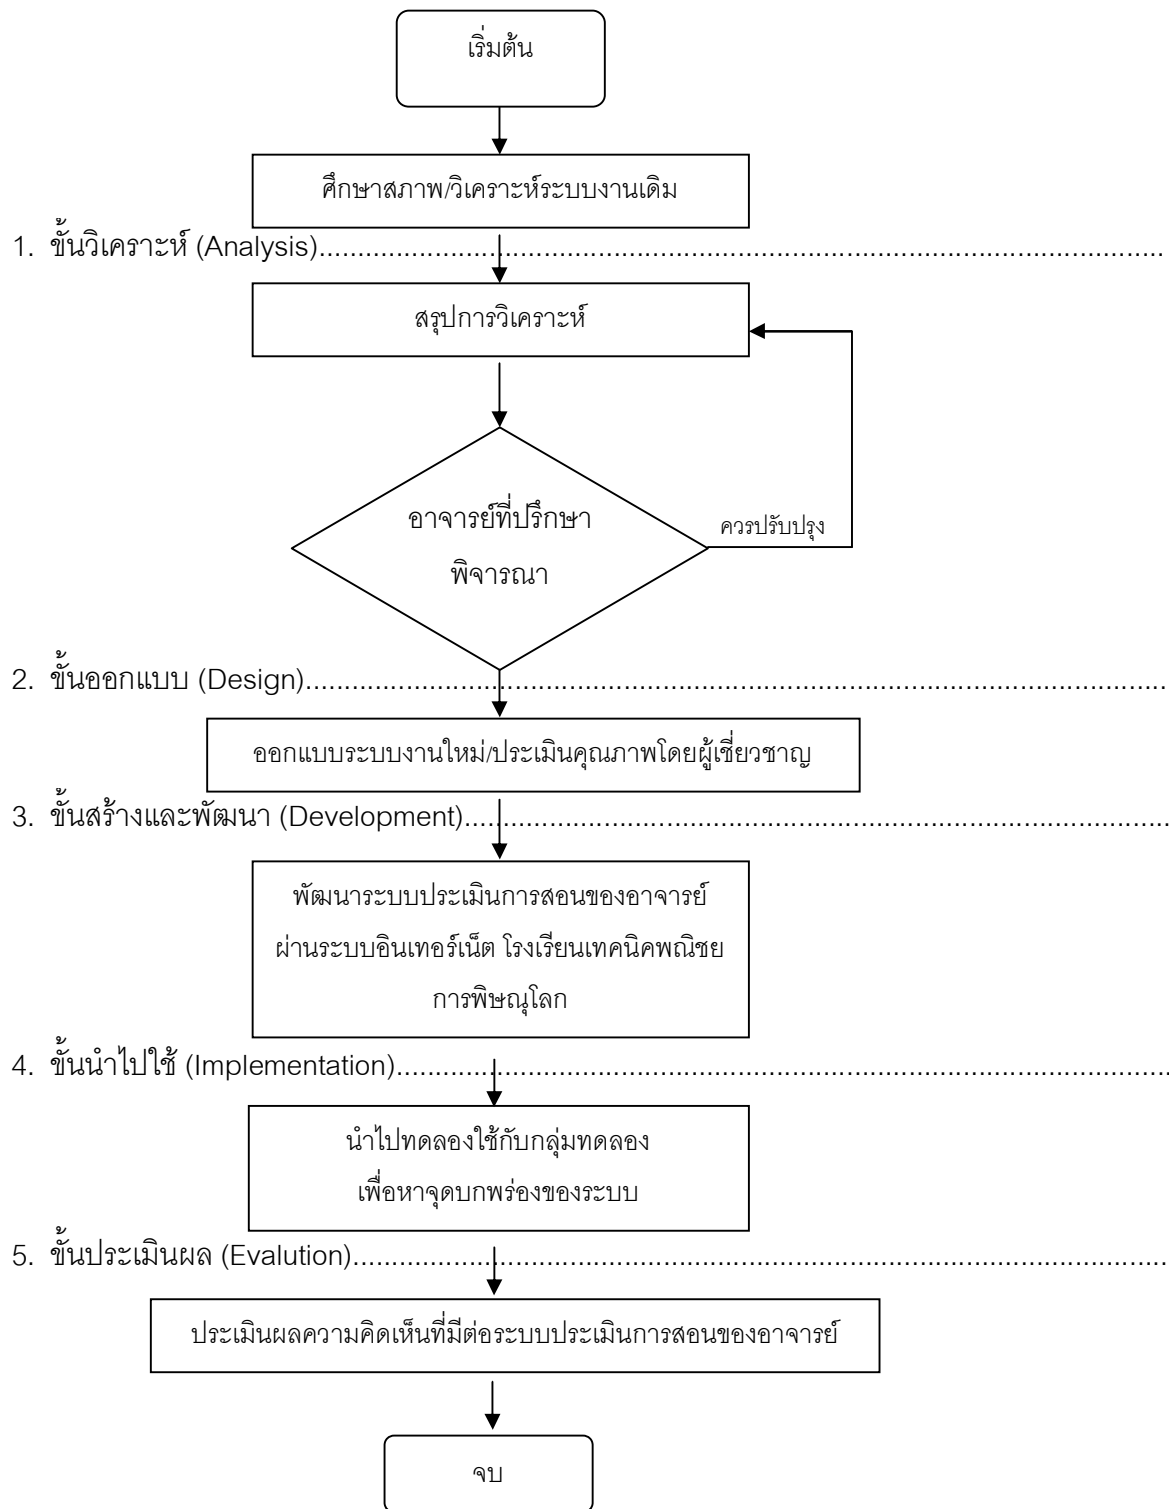 เริ่มต้น
ศึกษาสภาพ/วิเคราะห์ระบบงานเดิม
1. ขั้นวิเคราะห์ (Analysis)..........................................................................................................
สรุปการวิเคราะห์
อาจารย์ที่ปรึกษา
พิจารณา
ควรปรับปรุง
2. ขั้นออกแบบ (Design)............................................................................................................
ออกแบบระบบงานใหม่/ประเมินคุณภาพโดยผู้เชี่ยวชาญ
3. ขั้นสร้างและพัฒนา (Development)........................................................................................
พัฒนาระบบประเมินการสอนของอาจารย์
ผ่านระบบอินเทอร์เน็ต โรงเรียนเทคนิคพณิชย
การพิษณุโลก
4. ขั้นนำไปใช้ (Implementation).................................................................................................
นำไปทดลองใช้กับกลุ่มทดลอง
เพื่อหาจุดบกพร่องของระบบ
5. ขั้นประเมินผล (Evalution)......................................................................................................
ประเมินผลความคิดเห็นที่มีต่อระบบประเมินการสอนของอาจารย์
จบ